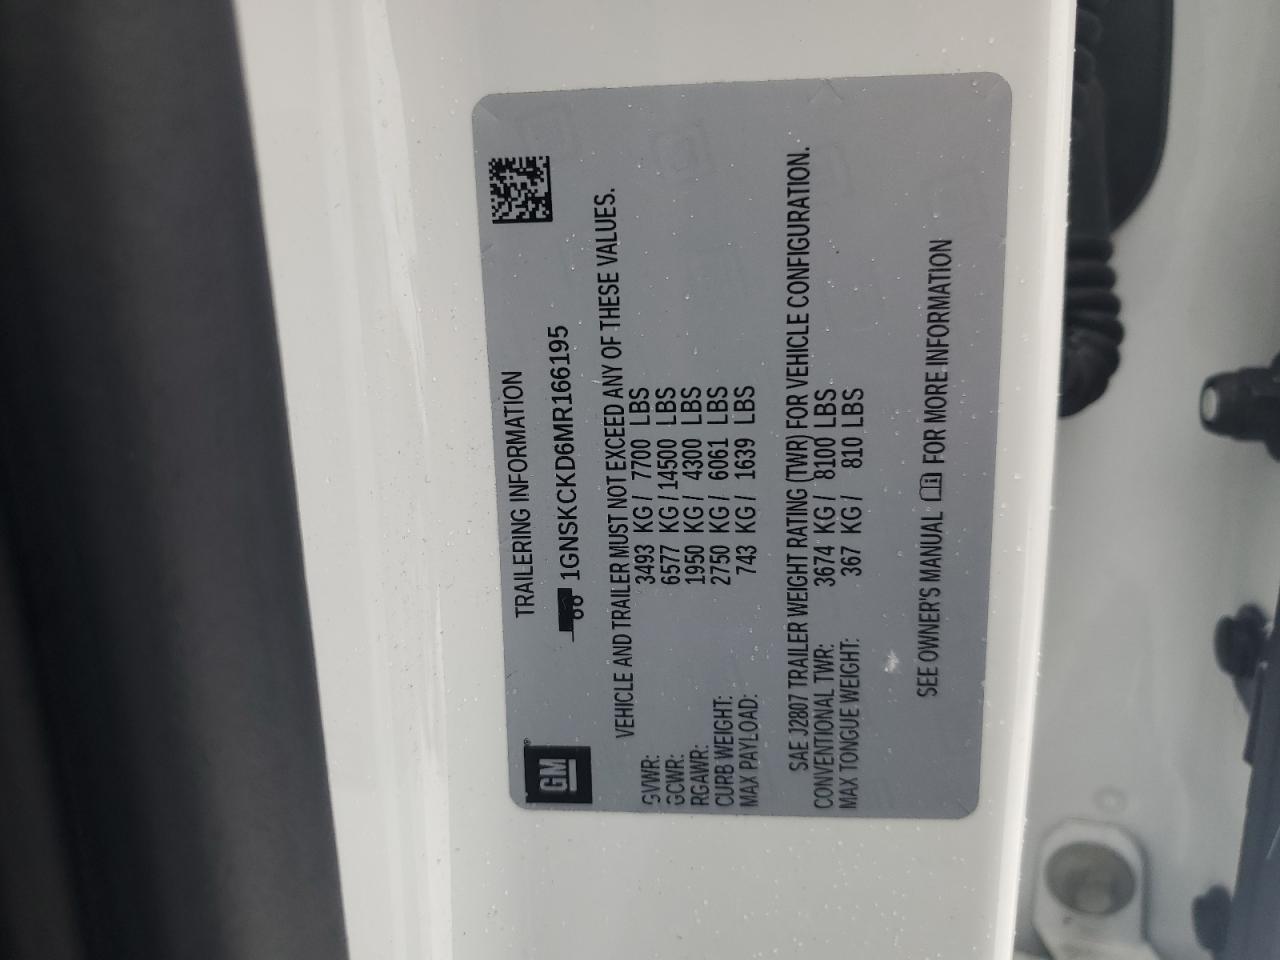 GM
TRAILERING INFORMATION
1GNSKCKD6MR166195
VEHICLE AND TRAILER MUST NOT EXCEED ANY OF THESE VALUES.
GVWR: 3493 KG / 7700 LBS
GCWR: 6577 KG / 14500 LBS
RGAWR: 1950 KG / 4300 LBS
CURB WEIGHT: 2750 KG / 6061 LBS
MAX PAYLOAD: 743 KG / 1639 LBS
SAE J2807 TRAILER WEIGHT RATING (TWR) FOR VEHICLE CONFIGURATION.
CONVENTIONAL TWR: 3674 KG / 8100 LBS
MAX TONGUE WEIGHT: 367 KG / 810 LBS
SEE OWNER'S MANUAL FOR MORE INFORMATION